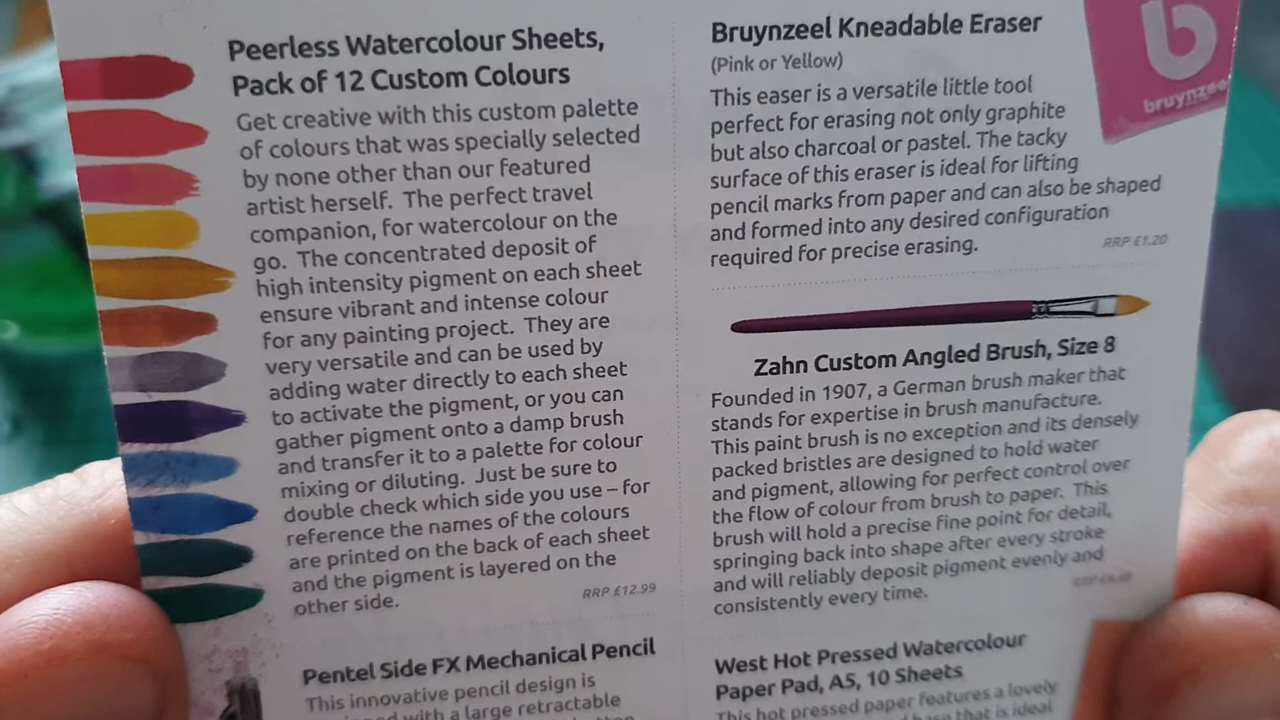 Peerless Watercolour Sheets,
Pack of 12 Custom Colours
Get creative with this custom palette
of colours that was specially selected
by none other than our featured
artist herself. The perfect travel
companion, for watercolour on the
go. The concentrated deposit of
high intensity pigment on each sheet
ensure vibrant and intense colour
for any painting project. They are
very versatile and can be used by
adding water directly to each sheet
to activate the pigment, or you can
gather pigment onto a damp brush
and transfer it to a palette for colour
mixing or diluting. Just be sure to
double check which side you use – for
reference the names of the colours
are printed on the back of each sheet
and the pigment is layered on the
other side.
RRP £12.99
Pentel Side FX Mechanical Pencil
This innovative pencil design is
with a large retractable
Bruynzeel Kneadable Eraser
(Pink or Yellow)
This easer is a versatile little tool
perfect for erasing not only graphite
but also charcoal or pastel. The tacky
surface of this eraser is ideal for lifting
pencil marks from paper and can also be shaped
and formed into any desired configuration
required for precise erasing.
RRP £1.20
b
bruynzeel
Zahn Custom Angled Brush, Size 8
Founded in 1907, a German brush maker that
stands for expertise in brush manufacture.
This paint brush is no exception and its densely
packed bristles are designed to hold water
and pigment, allowing for perfect control over
the flow of colour from brush to paper. This
brush will hold a precise fine point for detail,
springing back into shape after every stroke
and will reliably deposit pigment evenly and
consistently every time.
RRP
West Hot Pressed Watercolour
Paper Pad, A5, 10 Sheets
This hot pressed paper features a lovely
base that is ideal